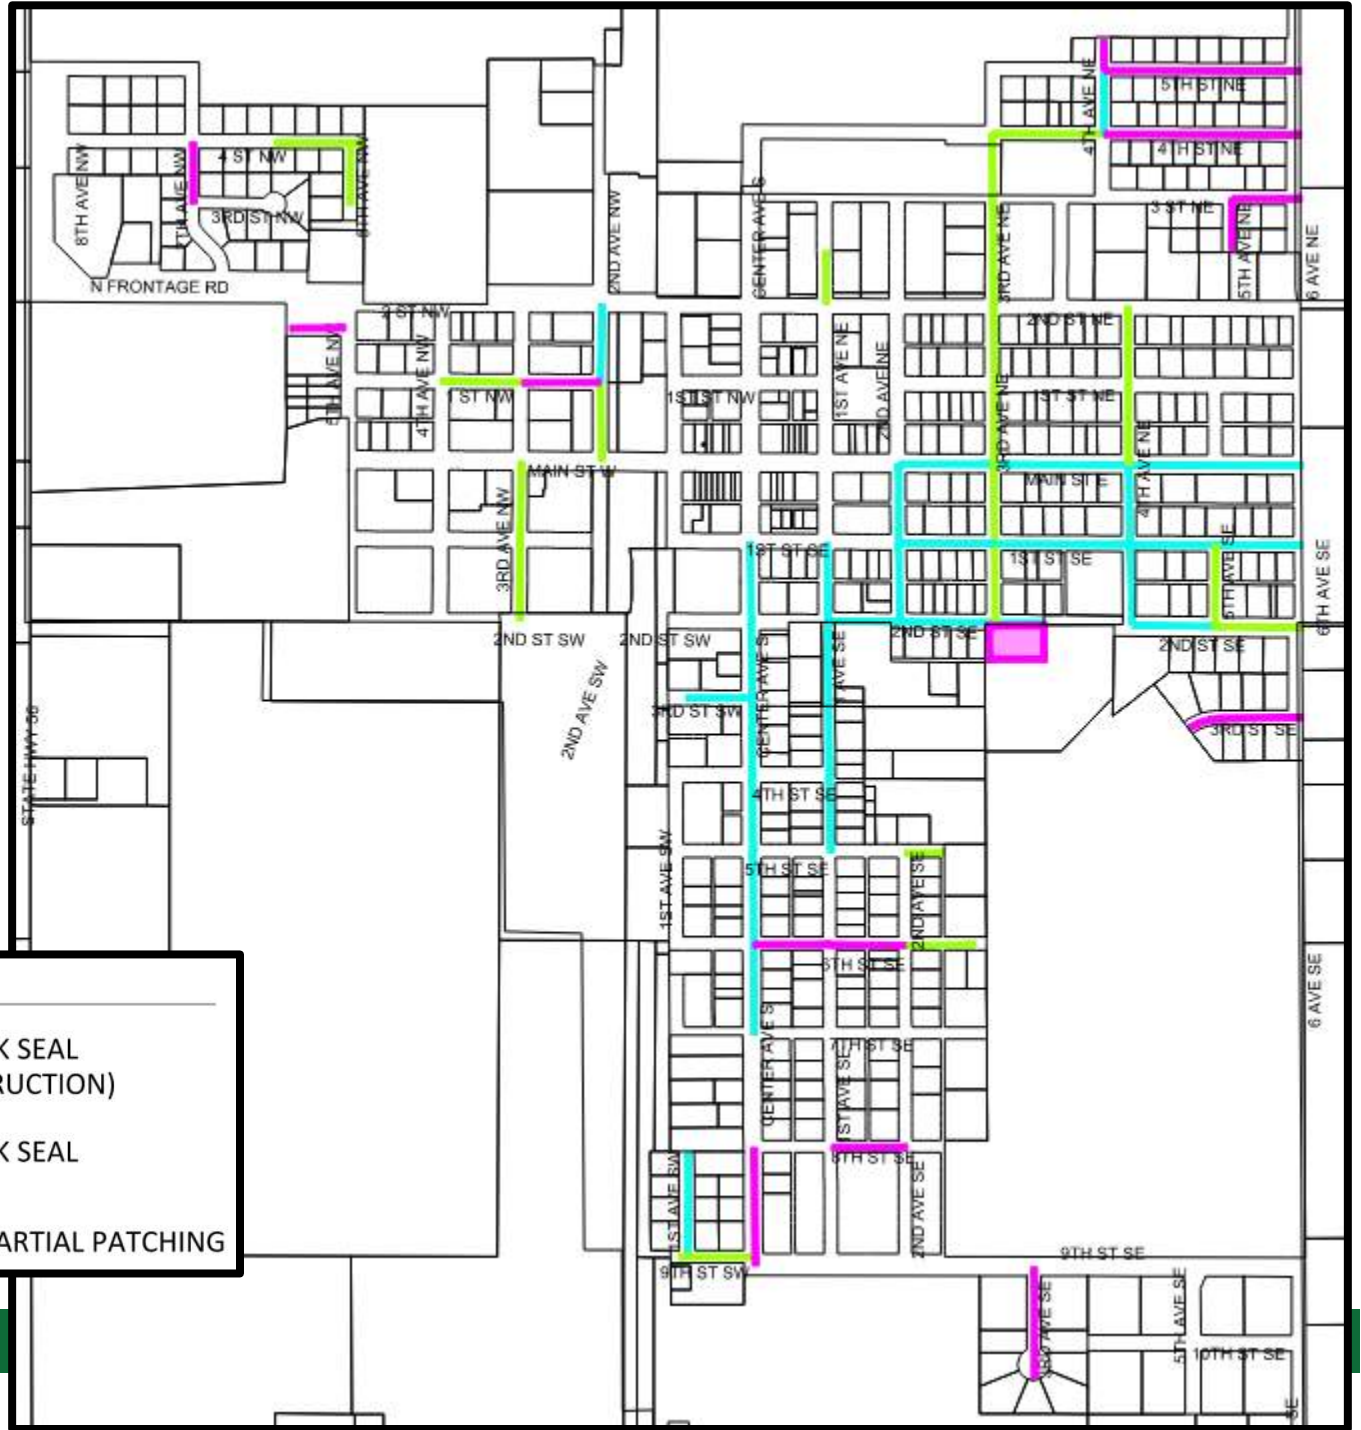 5TH ST NE
4TH AVE NE
4TH ST NE
4 ST NW
8TH AVE NW
7TH AVE NW
6TH AVE NW
3RD ST NW
2ND AVE NW
CENTER AVE S
3 ST NE
5TH AVE NE
6 AVE NE
3RD AVE NE
N FRONTAGE RD
2 ST NW
2ND ST NE
5TH AVE NW
4TH AVE NW
1ST AVE NE
2ND AVE NE
1 ST NW
1ST ST NW
1ST ST NE
3RD AVE NE
4TH AVE NE
MAIN ST W
MAIN ST E
3RD AVE NW
1ST ST SE
1ST ST SE
5TH AVE SE
6TH AVE SE
2ND ST SW
2ND ST SW
2ND ST SE
2ND ST SE
2ND AVE SW
CENTER AVE S
1 AVE SE
3RD ST SW
3RD ST SE
STATE HWY 56
4TH ST SE
1ST AVE SW
5TH ST SE
2ND AVE SE
6TH ST SE
6 AVE SE
K SEAL
RUCTION)
K SEAL
ARTIAL PATCHING
CENTER AVE S
7TH ST SE
1ST AVE SE
8TH ST SE
1ST AVE SW
2ND AVE SE
9TH ST SE
9TH ST SW
3RD AVE SE
5TH AVE SE
10TH ST SE
SE